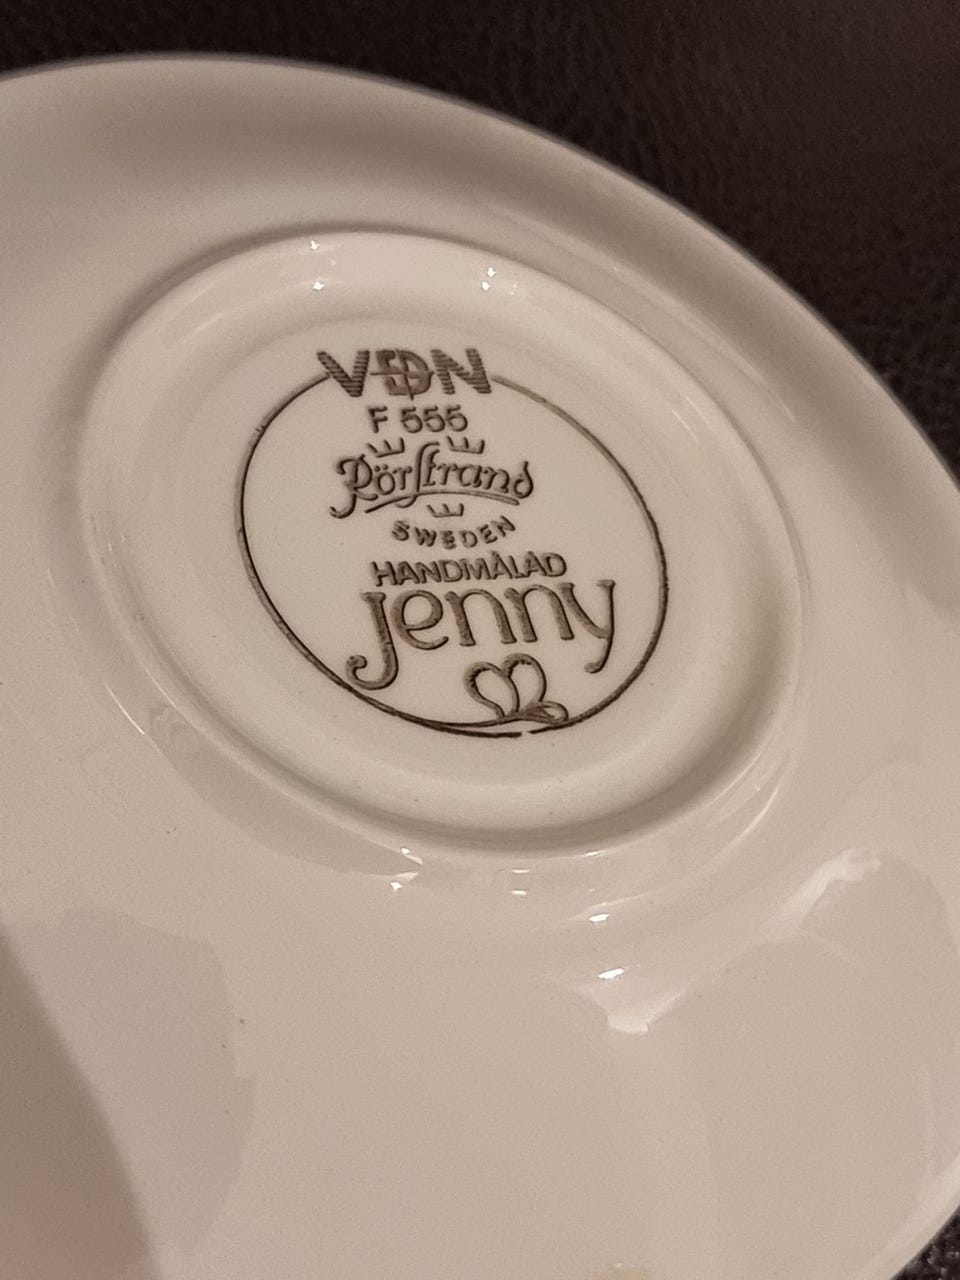 VDN
F 555
Rörstrand
SWEDEN
HANDMÅLAD
jenny